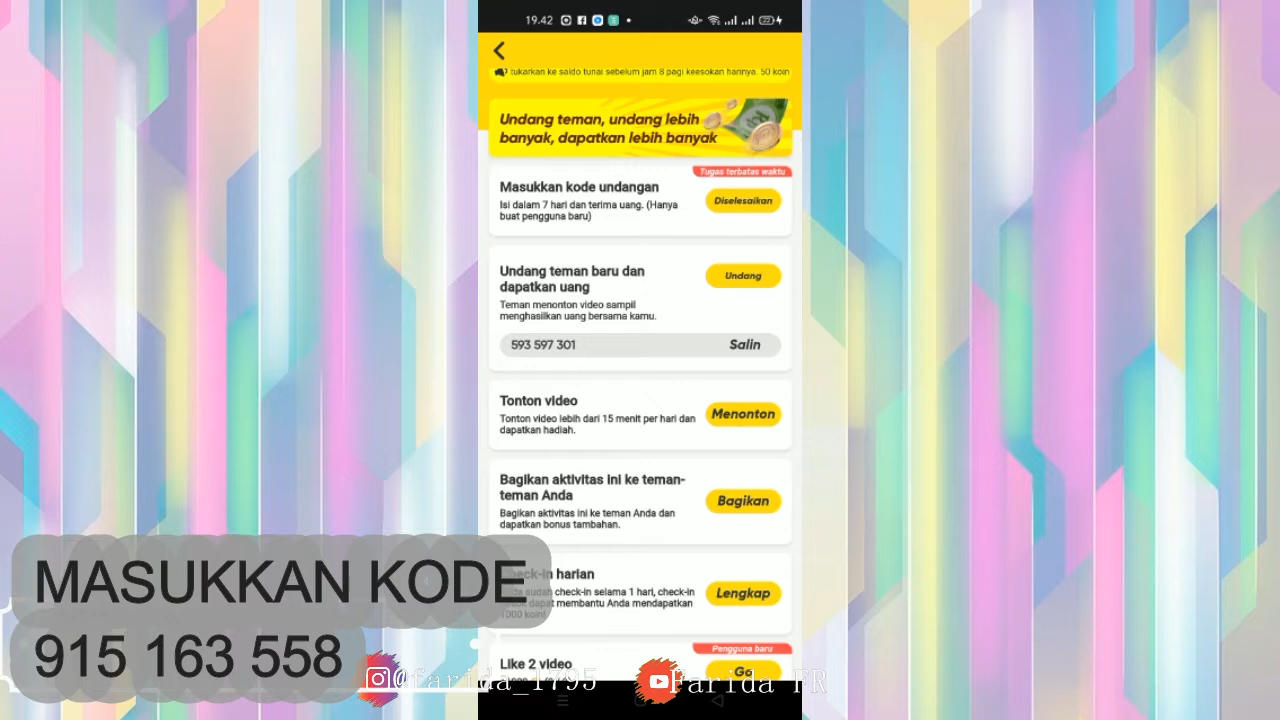 19.42
tukarkan ke saldo tunai sebelum jam 8 pagi keesokan harinya. 50 koin
Undang teman, undang lebih
banyak, dapatkan lebih banyak
Tugas terbatas waktu
Masukkan kode undangan
Isi dalam 7 hari dan terima uang. (Hanya
buat pengguna baru)
Diselesaikan
Undang teman baru dan
dapatkan uang
Undang
Teman menonton video sampil
menghasilkan uang bersama kamu.
593 597 301
Salin
Tonton video
Tonton video lebih dari 15 menit per hari dan
dapatkan hadiah.
Menonton
Bagikan aktivitas ini ke teman-
teman Anda
Bagikan aktivitas ini ke teman Anda dan
dapatkan bonus tambahan.
Bagikan
Check-in harian
sudah check-in selama 1 hari, check-in
dapat membantu Anda mendapatkan
1000 koin!
Lengkap
Pengguna baru
Like 2 video
Go
MASUKKAN KODE
915 163 558
@farida_1795
Farida FR